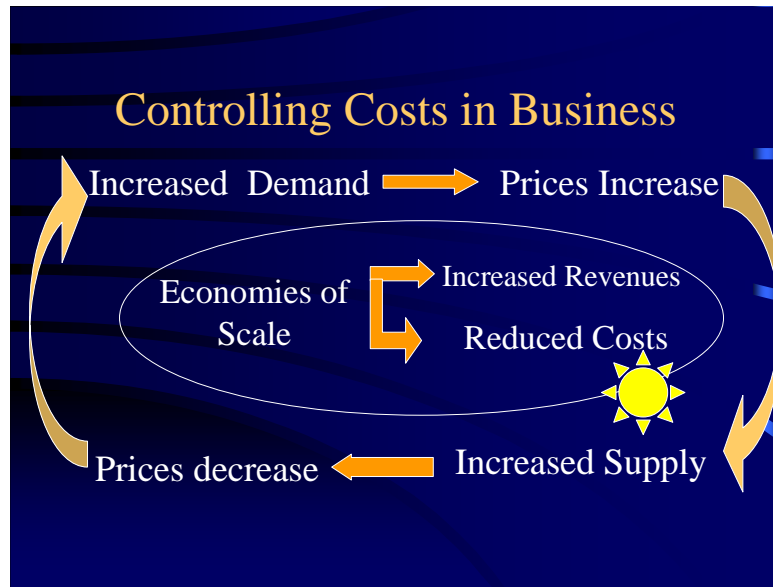 Controlling Costs in Business
Increased Demand
Prices Increase
Economies of
Scale
Increased Revenues
Reduced Costs
Increased Supply
Prices decrease